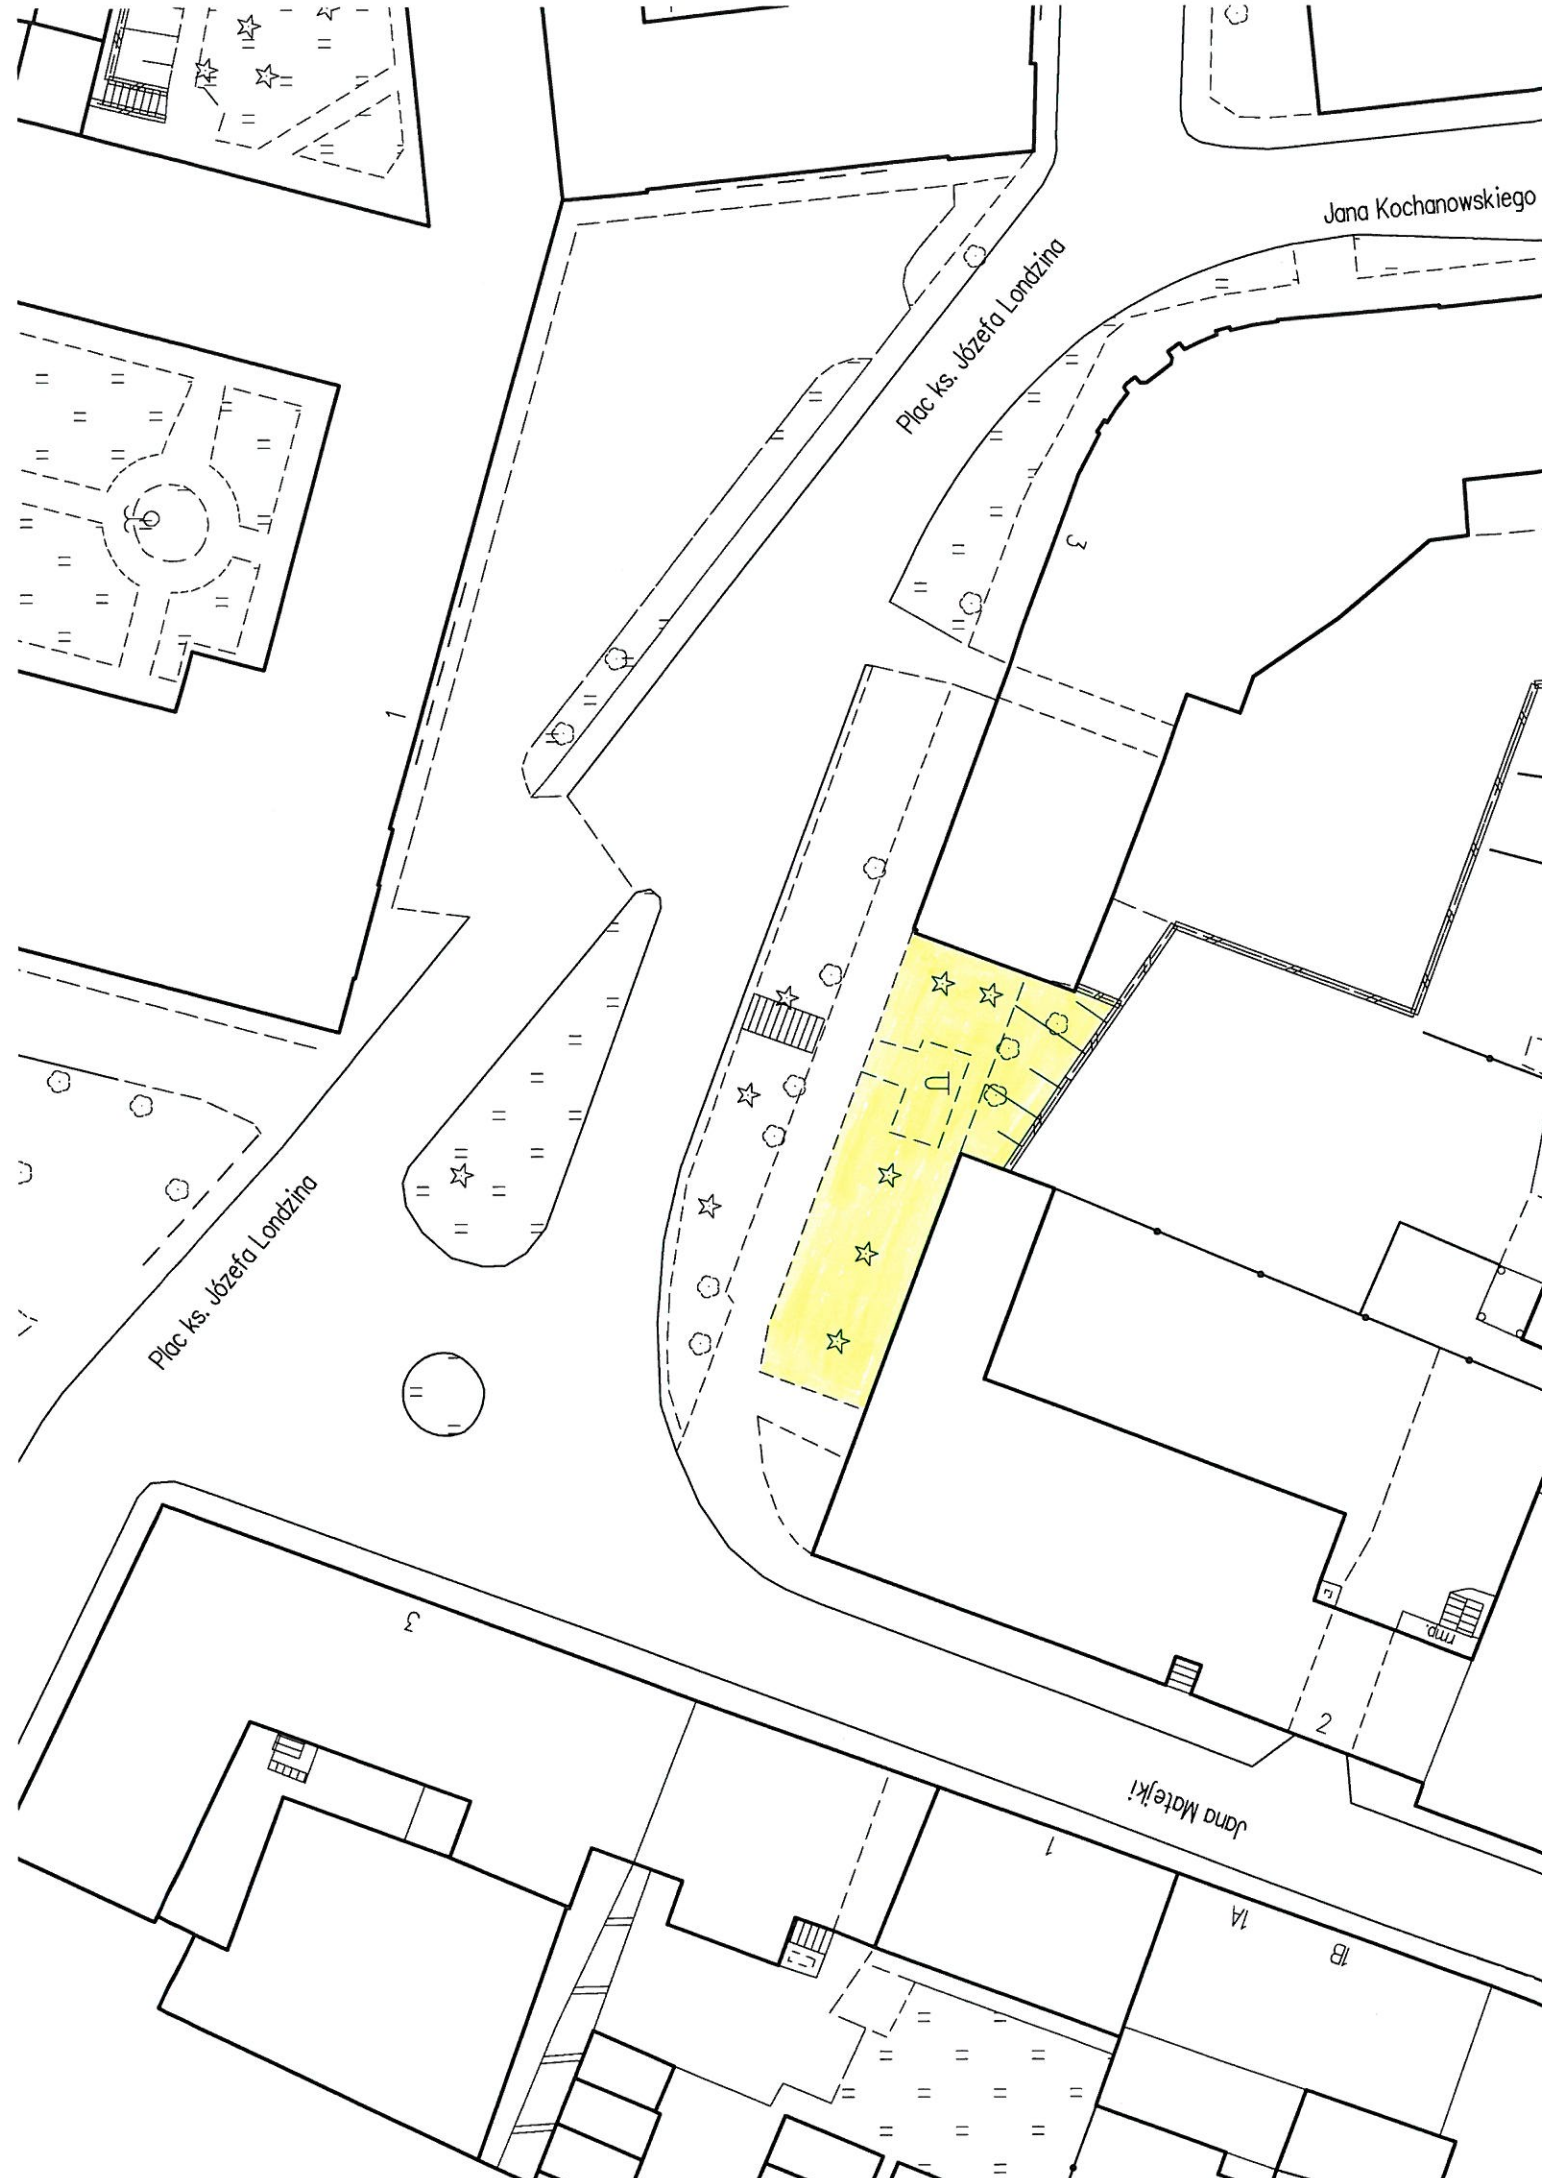 Jana Kochanowskiego
Plac ks. Józefa Londzina
3
1
Plac ks. Józefa Londzina
3
rmp.
2
Jana Matejki
1
1A
1B